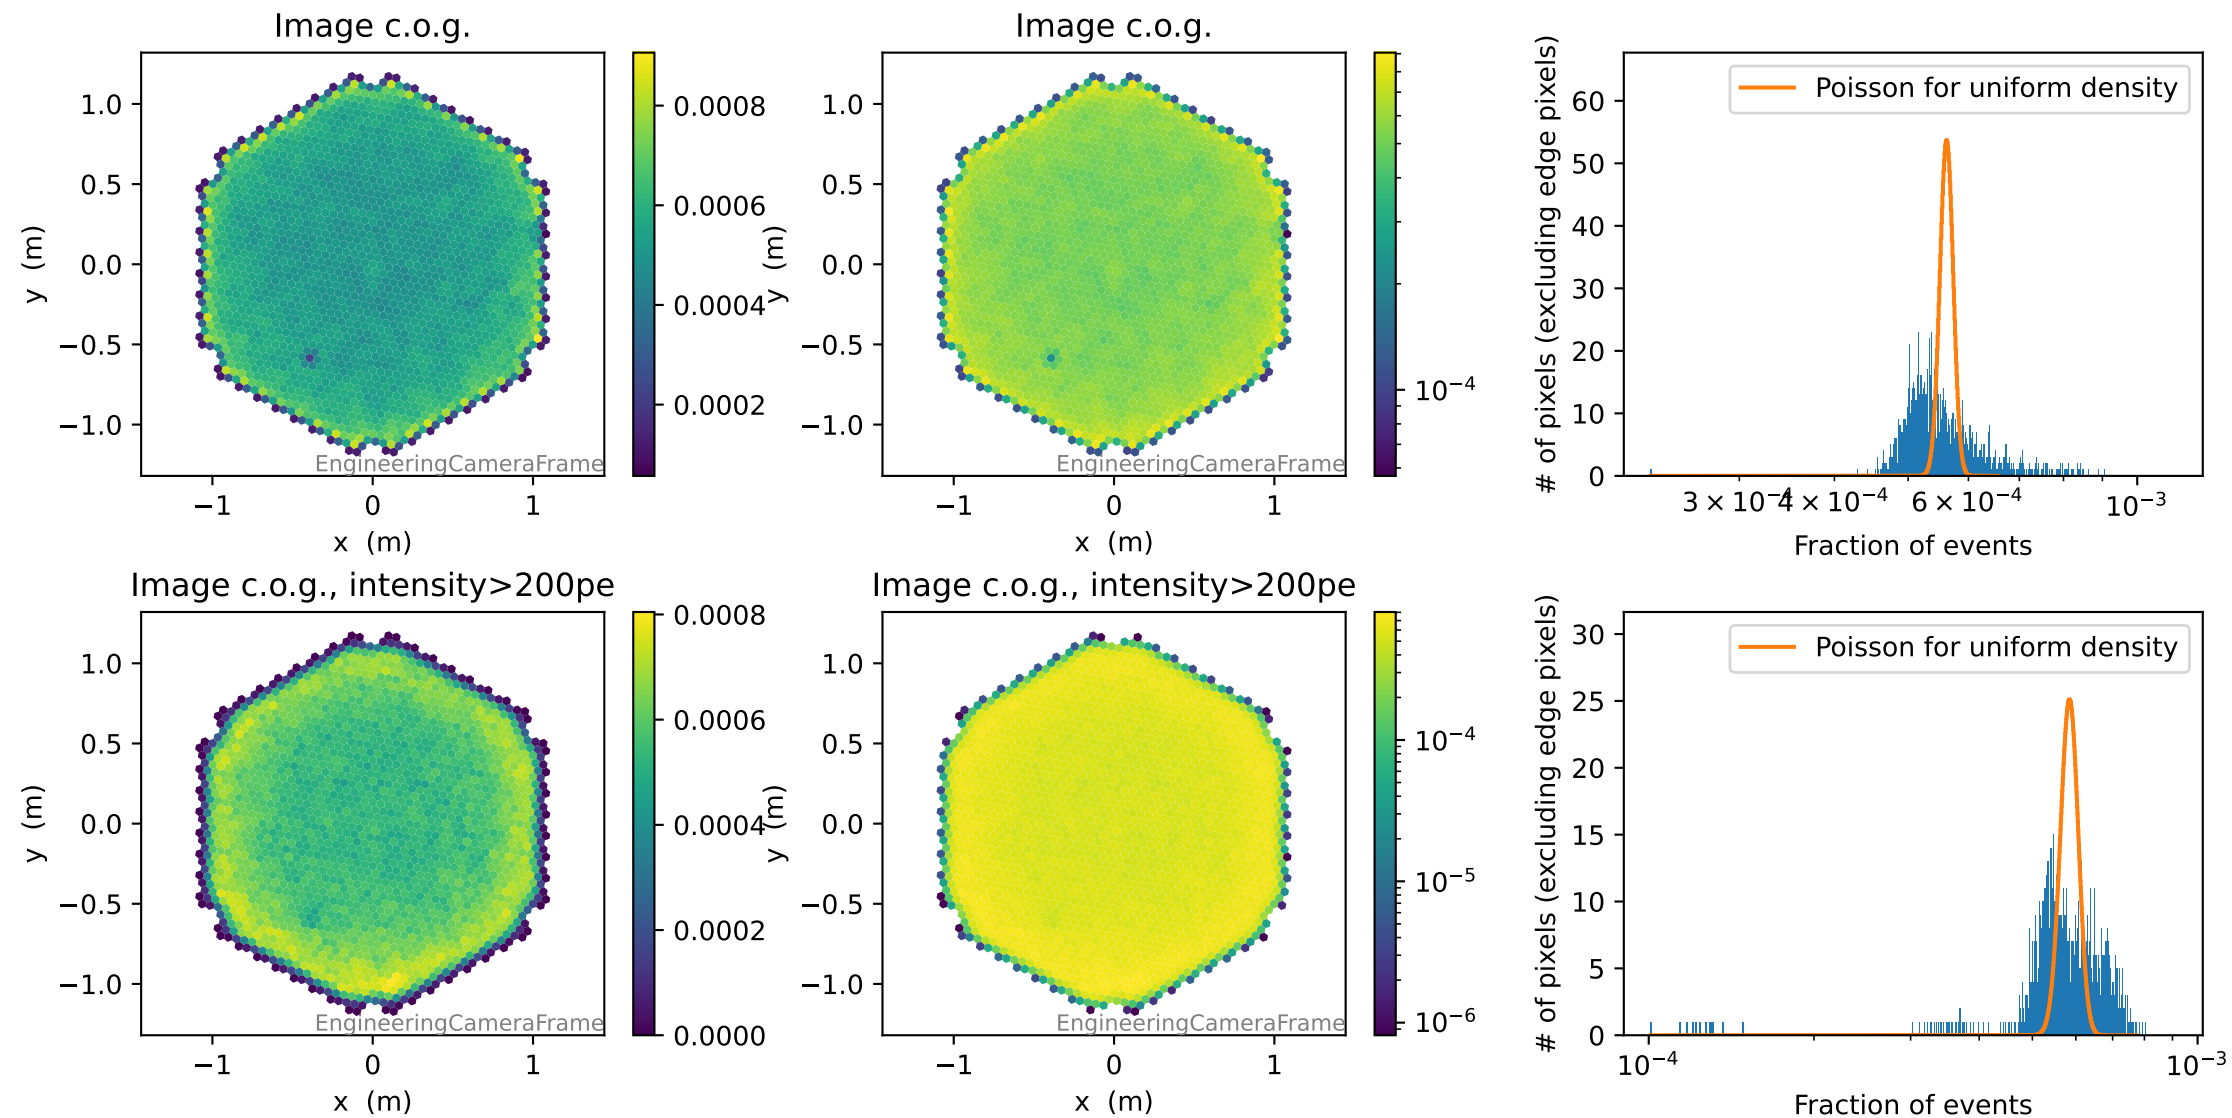 Image c.o.g.
1.0
0.5
0.0
−0.5
−1.0
y (m)
−1
0
1
x (m)
EngineeringCameraFrame
0.0008
0.0006
0.0004
0.0002
Image c.o.g.
1.0
0.5
0.0
−0.5
−1.0
y (m)
−1
0
1
x (m)
EngineeringCameraFrame
10⁻⁴
# of pixels (excluding edge pixels)
60
50
40
30
20
10
0
Poisson for uniform density
3 × 10⁻⁴
4 × 10⁻⁴
6 × 10⁻⁴
10⁻³
Fraction of events
Image c.o.g., intensity>200pe
1.0
0.5
0.0
−0.5
−1.0
y (m)
−1
0
1
x (m)
EngineeringCameraFrame
0.0008
0.0006
0.0004
0.0002
0.0000
Image c.o.g., intensity>200pe
1.0
0.5
0.0
−0.5
−1.0
y (m)
−1
0
1
x (m)
EngineeringCameraFrame
10⁻⁴
10⁻⁵
10⁻⁶
# of pixels (excluding edge pixels)
30
25
20
15
10
5
0
Poisson for uniform density
10⁻⁴
10⁻³
Fraction of events